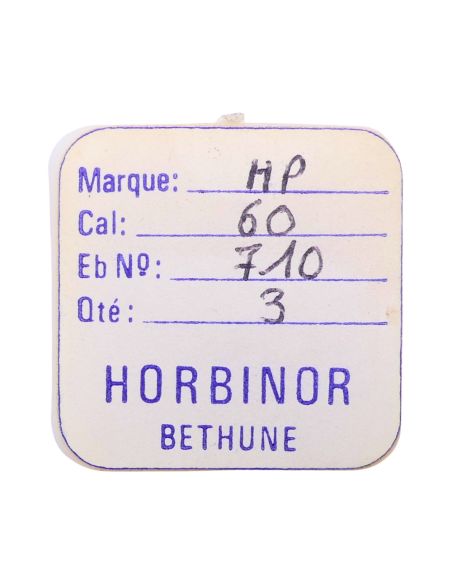 Marque: HP
Cal: 60
Eb Nº: 710
Qté: 3
HORBINOR
BETHUNE